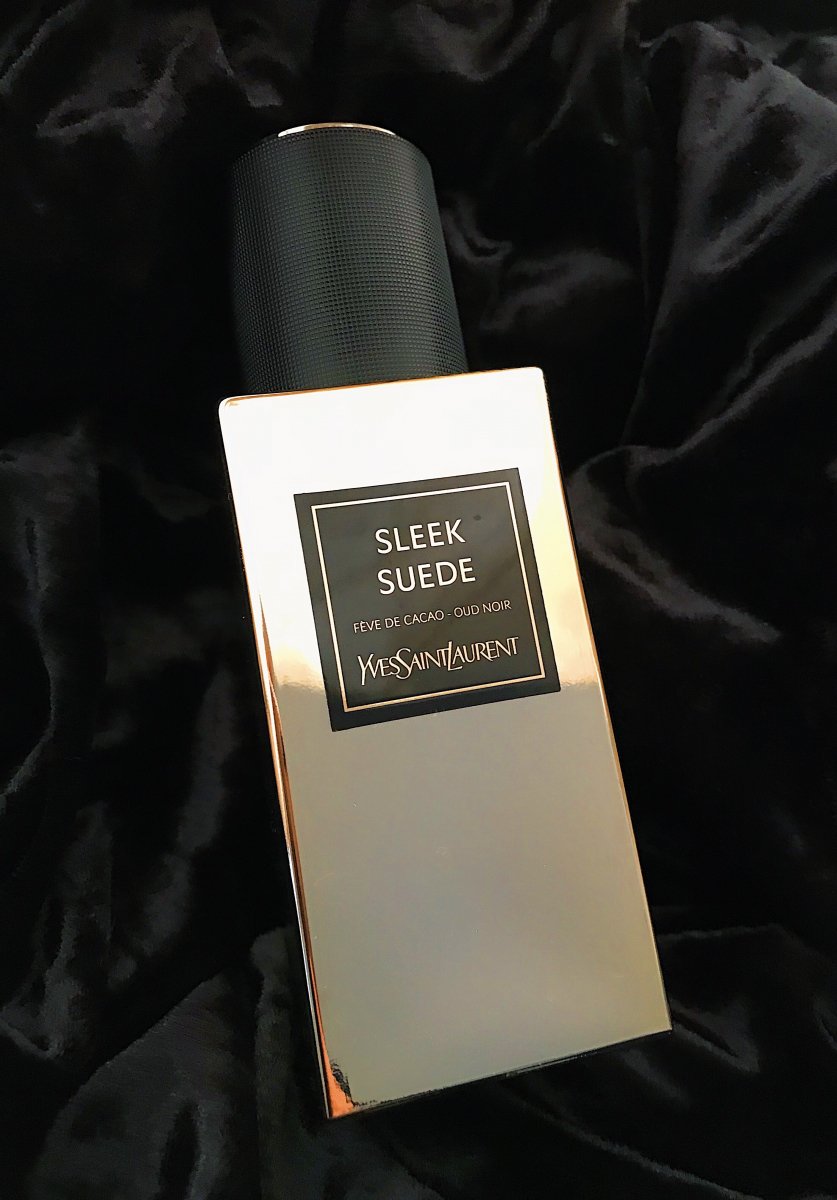 SLEEK
SUEDE
FÈVE DE CACAO - OUD NOIR
YVESSAINTLAURENT